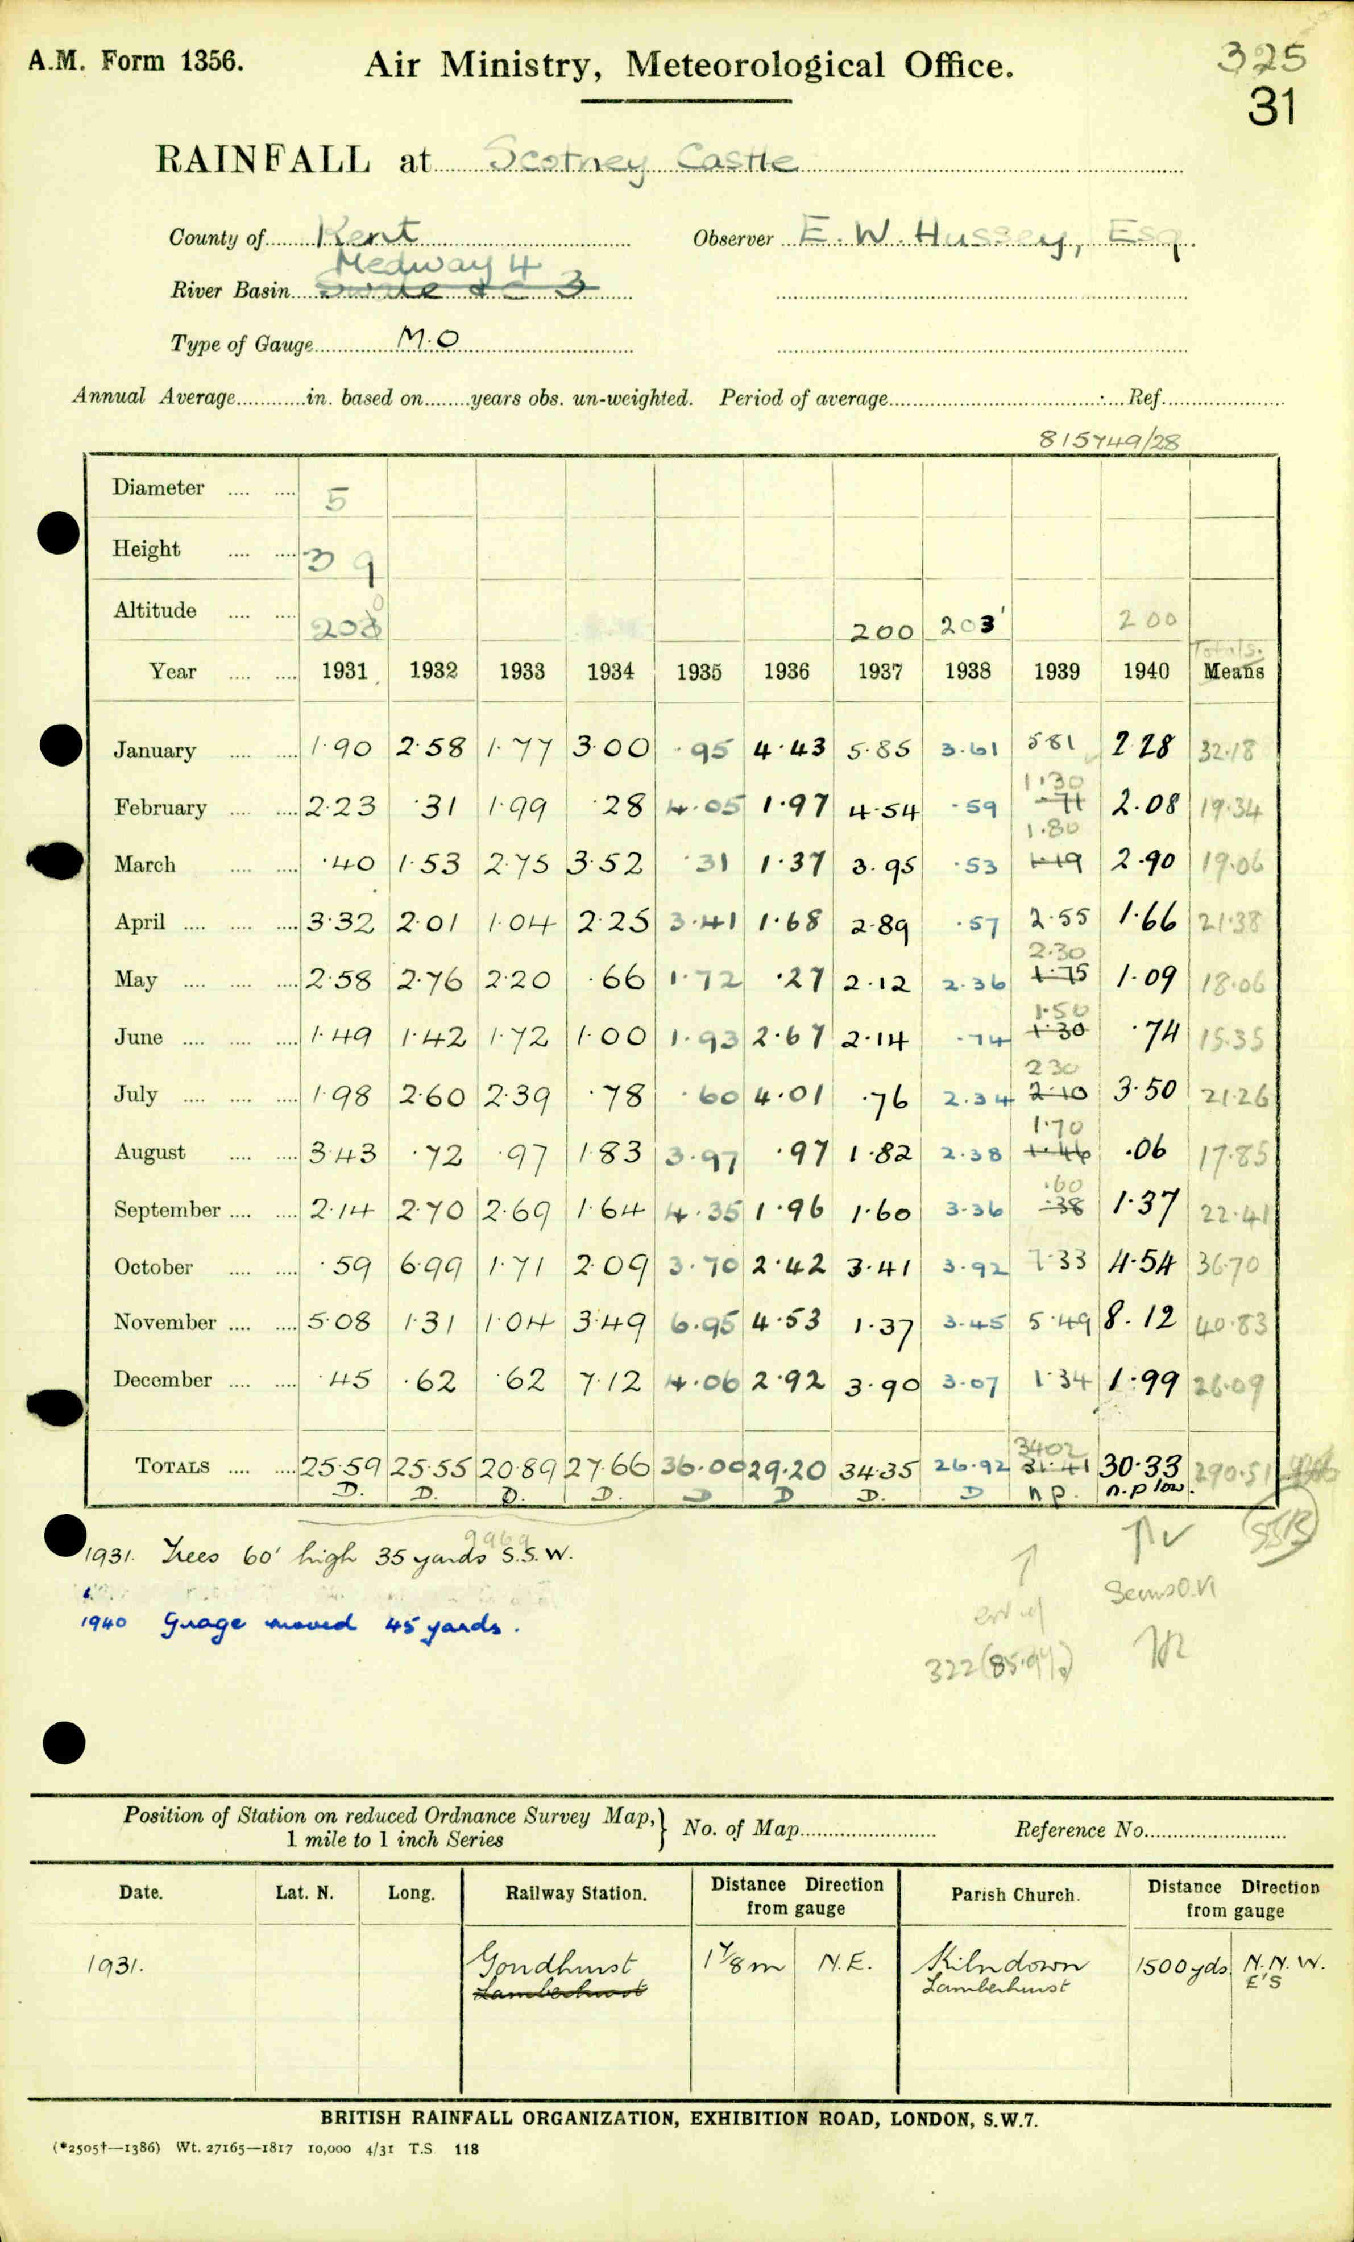 A.M. Form 1356. Air Ministry, Meteorological Office. 325
31
RAINFALL at Scotney Castle
County of Kent Observer E. W. Hussey, Esq
Medway 4
River Basin
Type of Gauge M.O
Annual Average in. based on years obs. un-weighted. Period of average Ref.
815749/28
Diameter 5
Height
Altitude 200 203' 200
Totals.
Year 1931 1932 1933 1934 1935 1936 1937 1938 1939 1940 Means
January 1.90 2.58 1.77 3.00 .95 4.43 5.85 3.61 5.81 2.28 32.18
1.30
February 2.23 .31 1.99 .28 4.05 1.97 4.54 .59 .71 2.08 19.34
1.80
March .40 1.53 2.75 3.52 .31 1.37 3.95 .53 1.19 2.90 19.06
April 3.32 2.01 1.04 2.25 3.41 1.68 2.89 .57 2.55 1.66 21.38
2.30
May 2.58 2.76 2.20 .66 1.72 .27 2.12 2.36 1.75 1.09 18.06
1.50
June 1.49 1.42 1.72 1.00 1.93 2.67 2.14 .74 1.30 .74 15.35
2.30
July 1.98 2.60 2.39 .78 .60 4.01 .76 2.34 2.10 3.50 21.26
1.70
August 3.43 .72 .97 1.83 3.97 .97 1.82 2.38 1.46 .06 17.85
.60
September 2.14 2.70 2.69 1.64 4.35 1.96 1.60 3.36 .38 1.37 22.41
October .59 6.99 1.71 2.09 3.70 2.42 3.41 3.92 7.33 4.54 36.70
November 5.08 1.31 1.04 3.49 6.95 4.53 1.37 3.45 5.49 8.12 40.83
December .45 .62 .62 7.12 4.06 2.92 3.90 3.07 1.34 1.99 26.09
34.02
TOTALS 25.59 25.55 20.89 27.66 36.00 29.20 34.35 26.92 31.41 30.33 290.51
D. D. D. D. D D D. D n p. n.p low.
9969
1931. Trees 60' high 35 yards S.S.W.
1940 Guage moved 45 yards.
322
Position of Station on reduced Ordnance Survey Map, } No. of Map Reference No.
1 mile to 1 inch Series
Date. Lat. N. Long. Railway Station. Distance Direction from gauge Parish Church. Distance Direction from gauge
1931. Goudhurst 1 7/8 m N.E. Kilndown 1500 yds N.N.W.
Lamberhurst Lamberhurst E'S
BRITISH RAINFALL ORGANIZATION, EXHIBITION ROAD, LONDON, S.W.7.
(*2505†—1386) Wt. 27165—1817 10,000 4/31 T.S 118